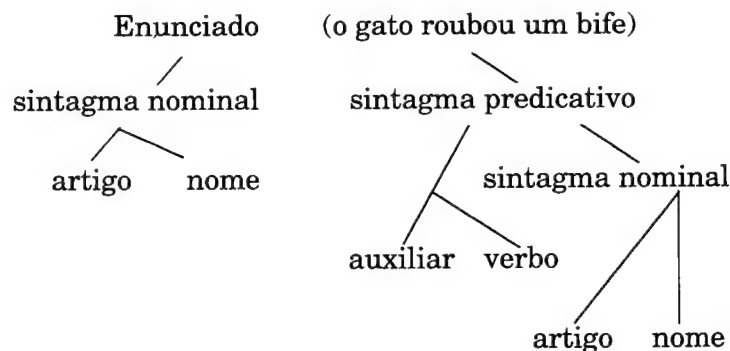 Enunciado (o gato roubou um bife)
sintagma nominal sintagma predicativo
artigo nome sintagma nominal
auxiliar verbo
artigo nome